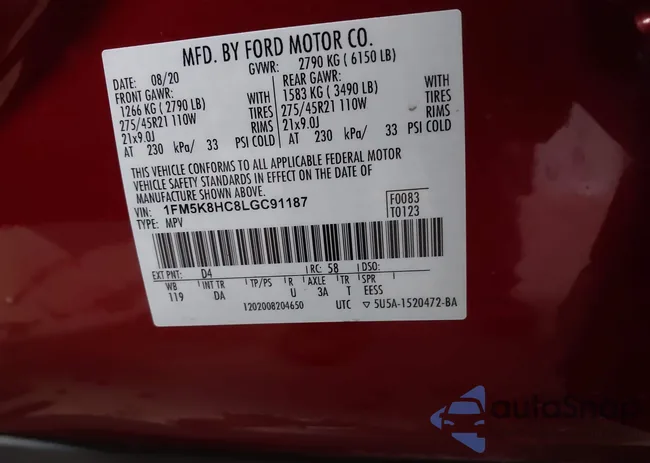 MFD. BY FORD MOTOR CO.
DATE: 08/20 GVWR: 2790 KG ( 6150 LB)
FRONT GAWR: REAR GAWR:
1266 KG ( 2790 LB) WITH 1583 KG ( 3490 LB) WITH
275/45R21 110W TIRES 275/45R21 110W TIRES
21x9.0J RIMS 21x9.0J RIMS
AT 230 kPa/ 33 PSI COLD AT 230 kPa/ 33 PSI COLD
THIS VEHICLE CONFORMS TO ALL APPLICABLE FEDERAL MOTOR
VEHICLE SAFETY STANDARDS IN EFFECT ON THE DATE OF
MANUFACTURE SHOWN ABOVE.
VIN: 1FM5K8HC8LGC91187 F0083
TYPE: MPV T0123
EXT PNT: D4 RC: 58 DSO:
WB INT TR TP/PS R AXLE TR SPR
119 DA U 3A T EESS
1202008204650 UTC ▽ 5U5A-1520472-BA
autoSnap